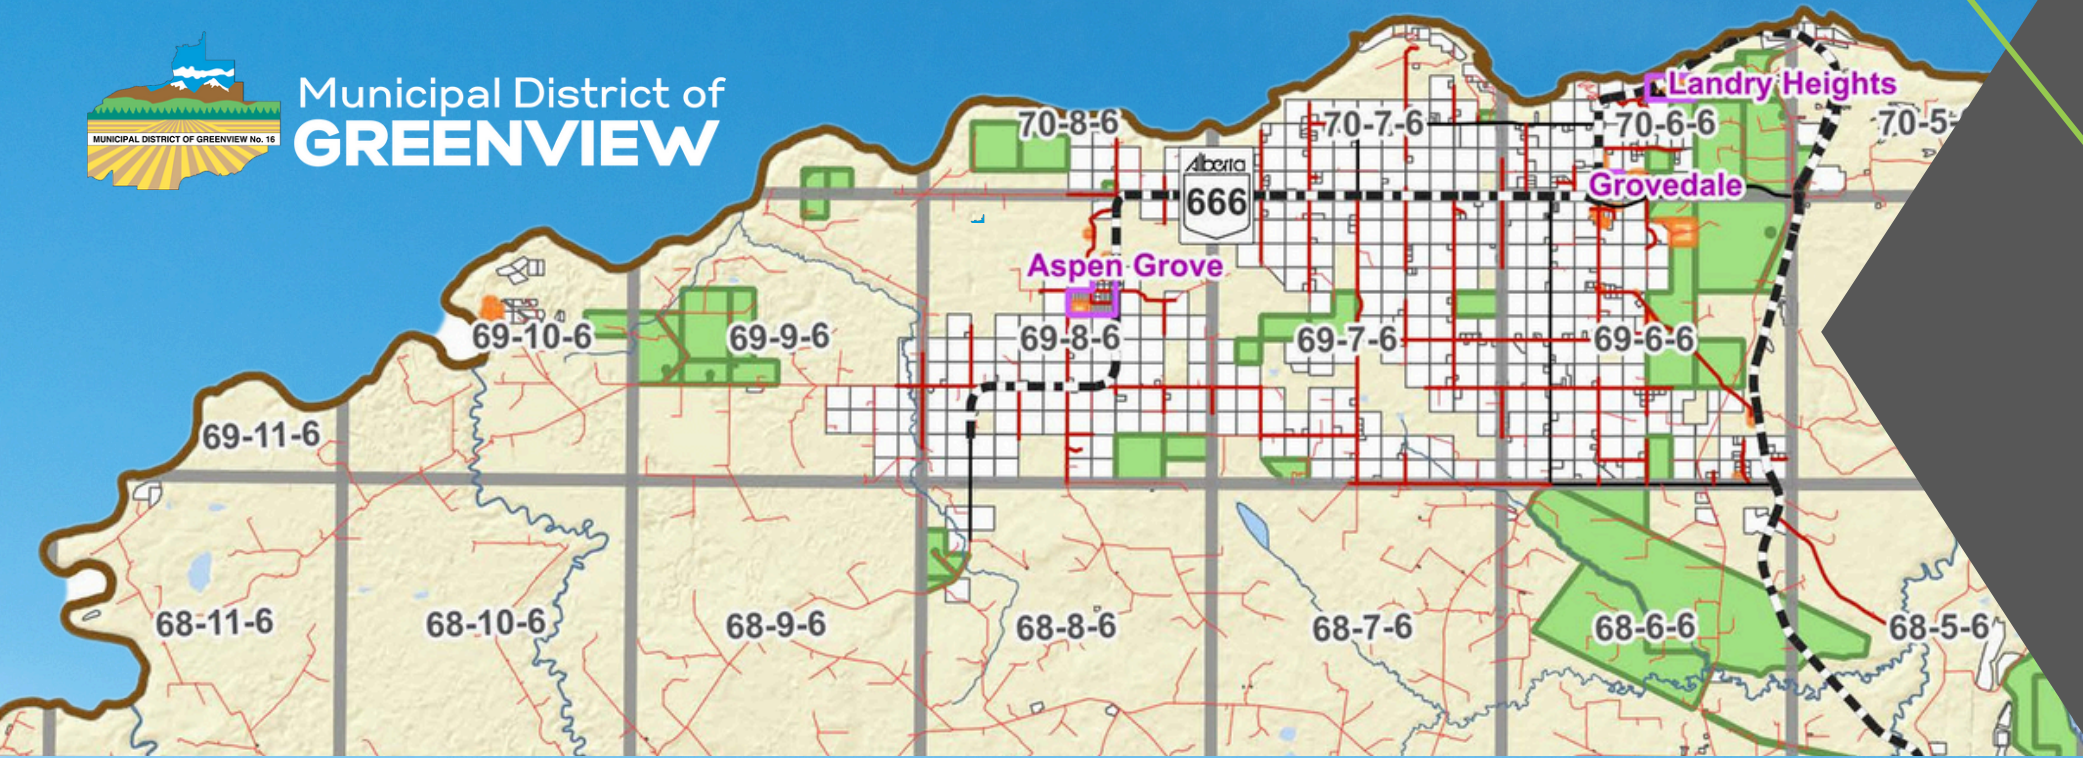 Municipal District of
GREENVIEW
MUNICIPAL DISTRICT OF GREENVIEW No. 16
Landry Heights
70-8-6
70-7-6
70-6-6
70-5-
Alberta
666
Grovedale
Aspen Grove
69-10-6
69-9-6
69-8-6
69-7-6
69-6-6
69-11-6
68-11-6
68-10-6
68-9-6
68-8-6
68-7-6
68-6-6
68-5-6